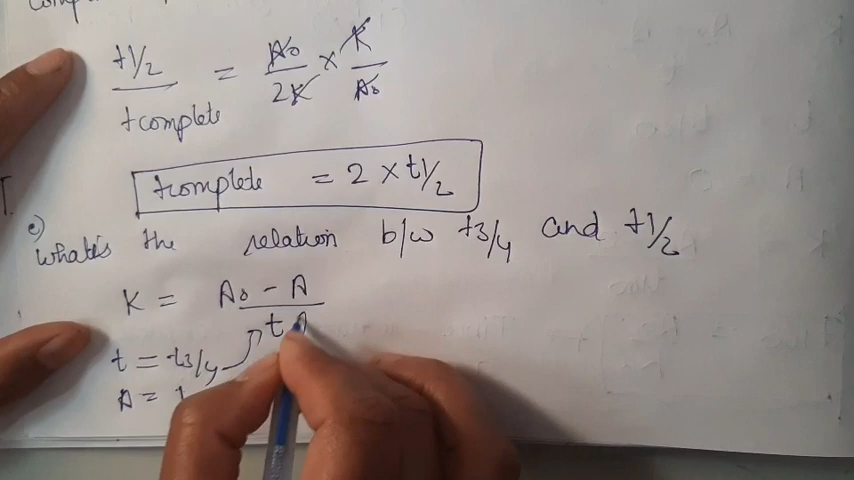 t1/2 / tcomplete = A0 / 2K × K / A0
tcomplete = 2 × t1/2
e)
What's the relation b/w t3/4 and t1/2
K = A0 - A / t
t = t3/4
A = 1